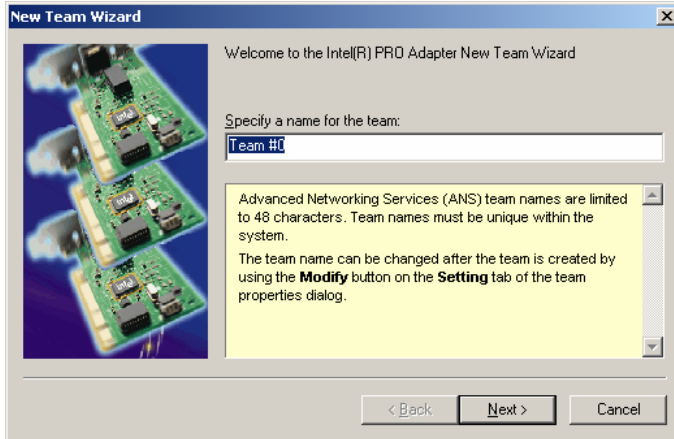 New Team Wizard
Welcome to the Intel(R) PRO Adapter New Team Wizard
Specify a name for the team:
Team #0
Advanced Networking Services (ANS) team names are limited
to 48 characters. Team names must be unique within the
system.
The team name can be changed after the team is created by
using the Modify button on the Setting tab of the team
properties dialog.
intel
intel
intel
< Back
Next >
Cancel